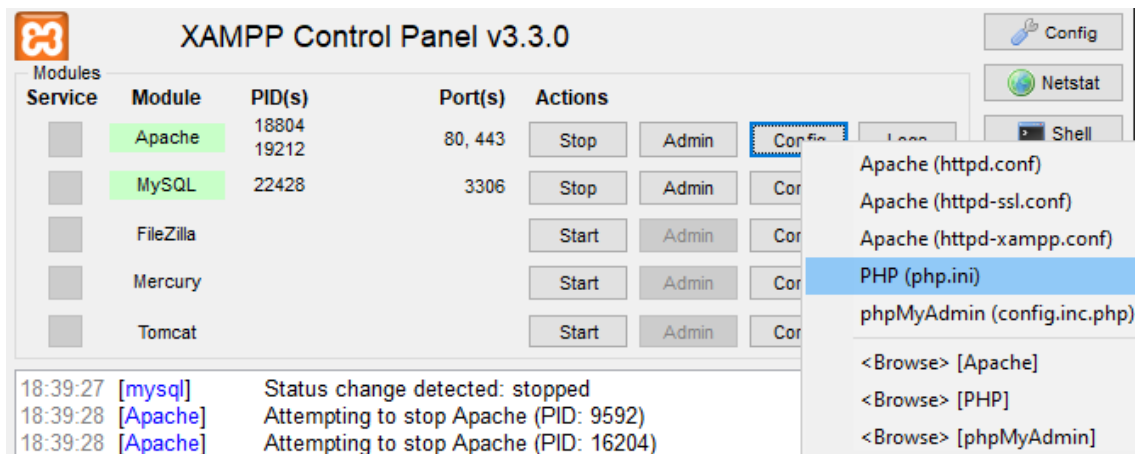 XAMPP Control Panel v3.3.0
Config
Modules
Netstat
Service Module PID(s) Port(s) Actions
Shell
Apache 18804 19212 80, 443 Stop Admin Config
MySQL 22428 3306 Stop Admin
FileZilla Start Admin
Mercury Start Admin
Tomcat Start Admin
Apache (httpd.conf)
Apache (httpd-ssl.conf)
Apache (httpd-xampp.conf)
PHP (php.ini)
phpMyAdmin (config.inc.php)
<Browse> [Apache]
<Browse> [PHP]
<Browse> [phpMyAdmin]
18:39:27 [mysql] Status change detected: stopped
18:39:28 [Apache] Attempting to stop Apache (PID: 9592)
18:39:28 [Apache] Attempting to stop Apache (PID: 16204)